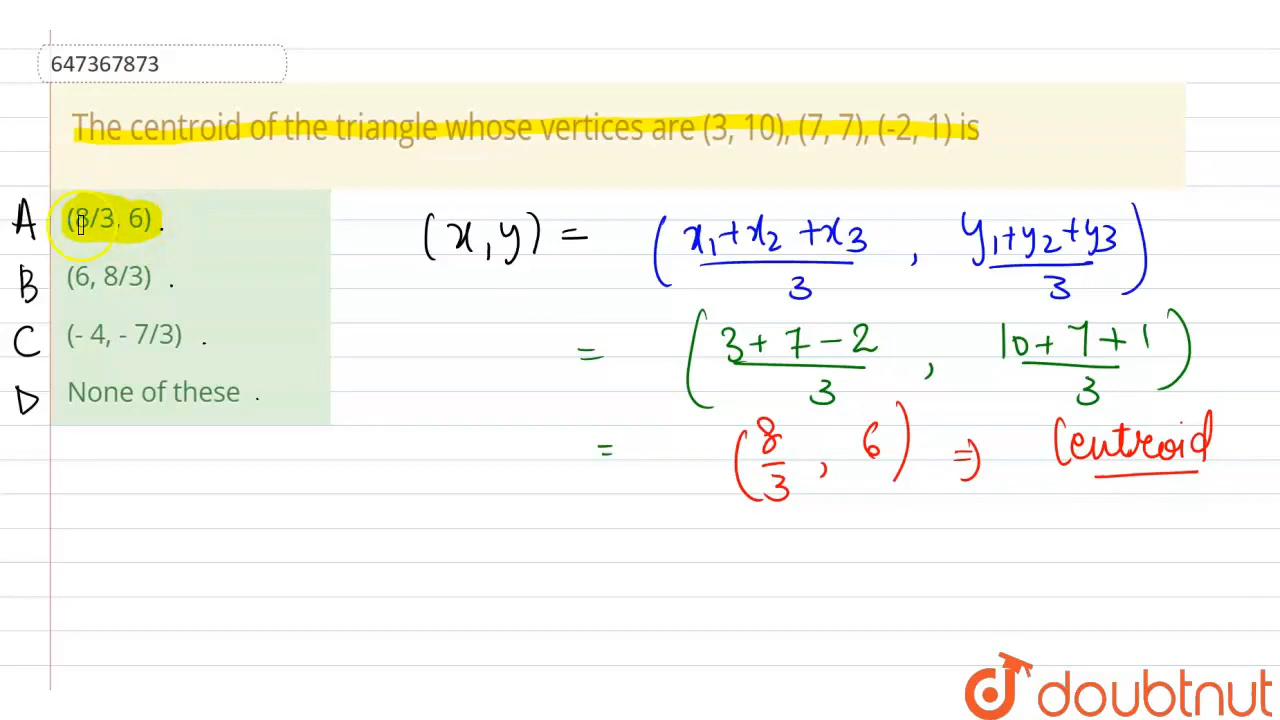 647367873
The centroid of the triangle whose vertices are (3, 10), (7, 7), (-2, 1) is
A (8/3, 6) .
B (6, 8/3) .
C (- 4, - 7/3) .
D None of these .
(x, y) = ( x1+x2+x3 / 3 , y1+y2+y3 / 3 )
= ( 3+7-2 / 3 , 10+7+1 / 3 )
= ( 8/3 , 6 ) ⇒ Centroid
doubtnut